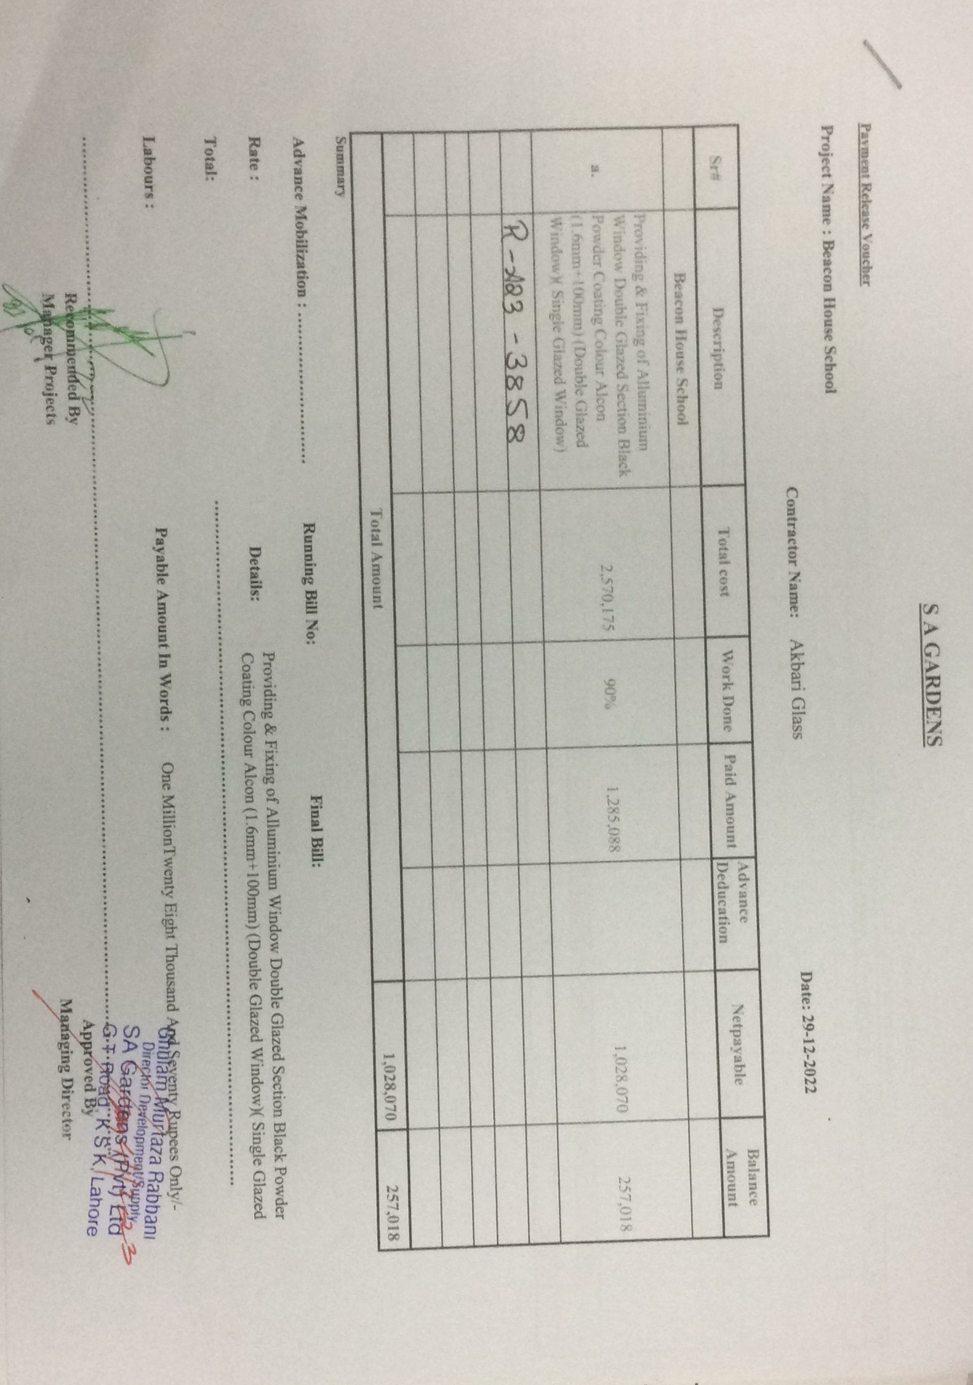 S A GARDENS
Payment Release Voucher
Project Name : Beacon House School
Contractor Name: Akbari Glass
Date: 29-12-2022
Sr# Description Total cost Work Done Paid Amount Advance Deducation Netpayable Balance Amount
Beacon House School
a. Providing & Fixing of Alluminium
Window Double Glazed Section Black
Powder Coating Colour Alcon
(1.6mm+100mm) (Double Glazed
Window)( Single Glazed Window)
2,570,175 90% 1,285,088 1,028,070 257,018
R-223-3858
Total Amount 1,028,070 257,018
Summary
Advance Mobilization : ........................ Running Bill No: Final Bill:
Rate : Details: Providing & Fixing of Alluminium Window Double Glazed Section Black Powder
Coating Colour Alcon (1.6mm+100mm) (Double Glazed Window)( Single Glazed
Total:
Labours : Payable Amount In Words : One MillionTwenty Eight Thousand And Seventy Rupees Only/-
Ghulam Murtaza Rabbani
Director Development/Supply
SA Gardens (Pvt) Ltd
G.T. Road, K S K, Lahore
Recommended By
Manager Projects
Approved By
Managing Director